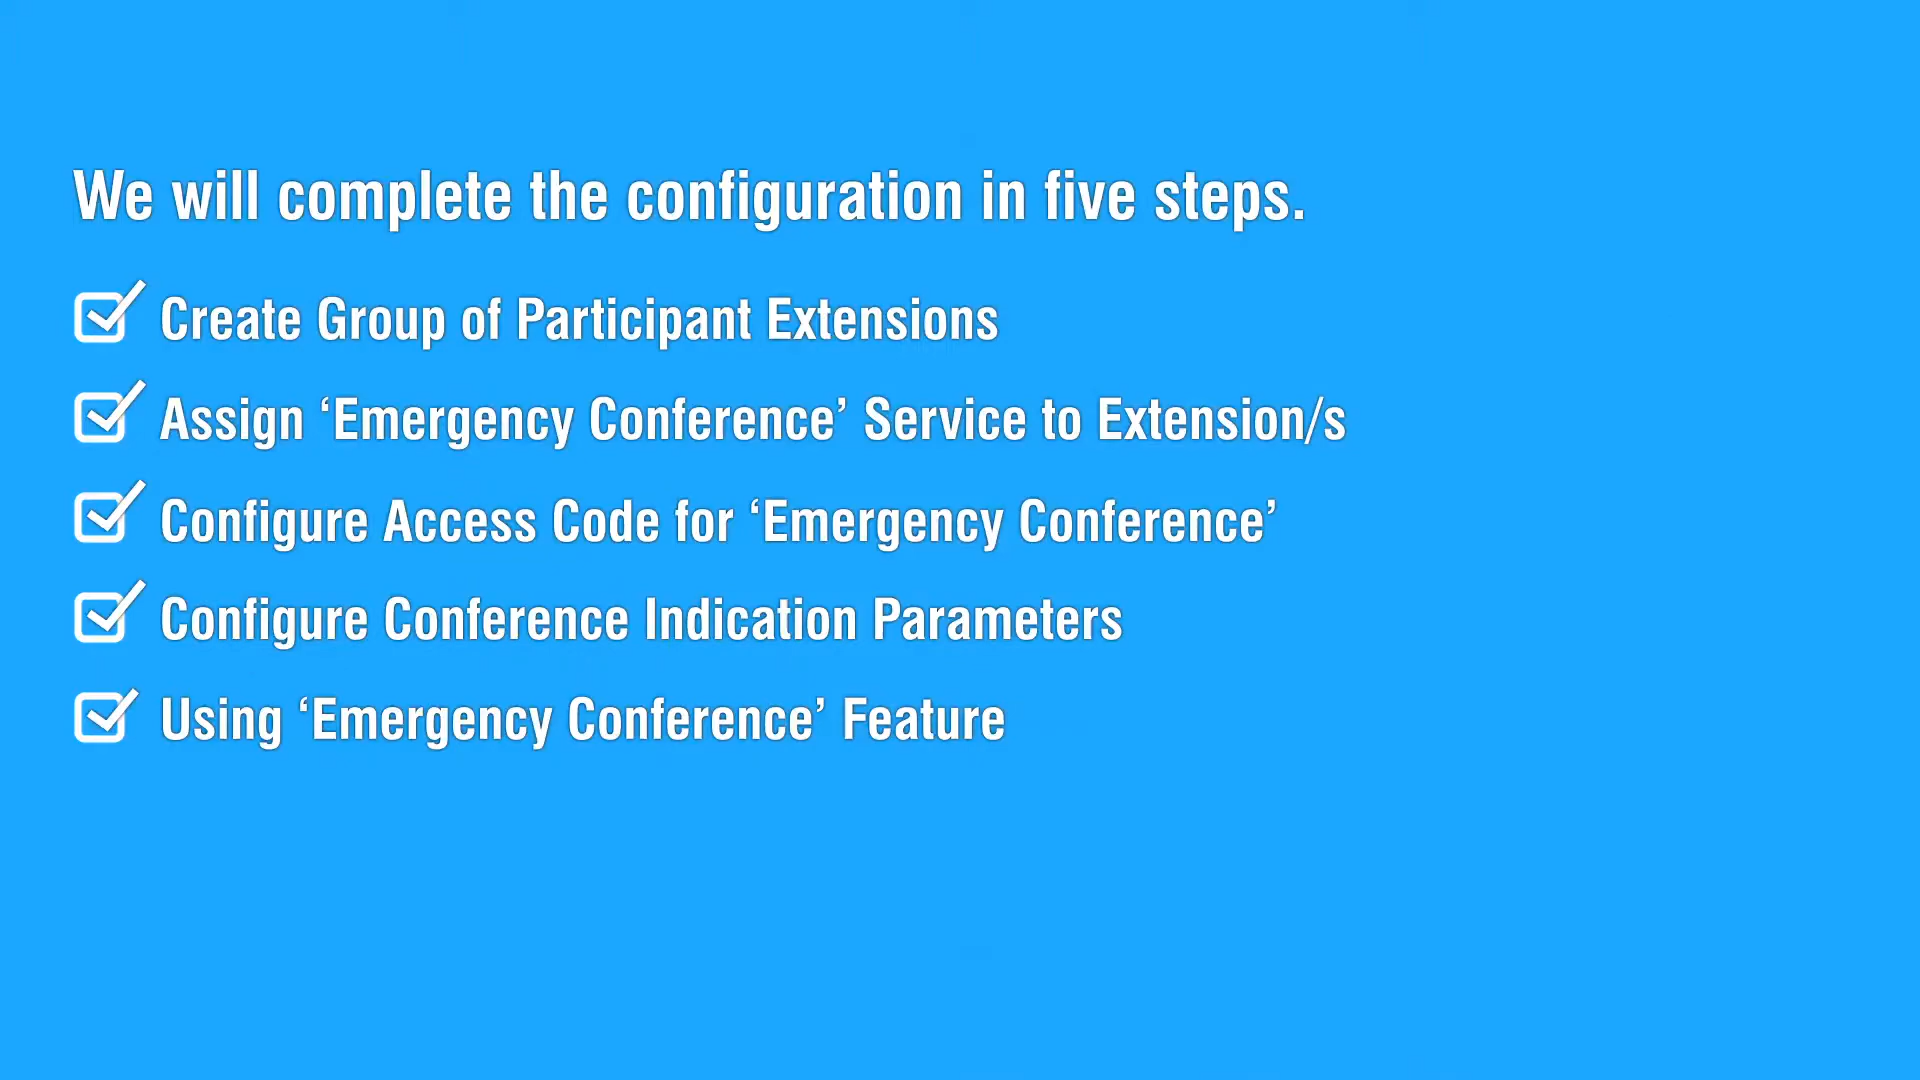 We will complete the configuration in five steps.
Create Group of Participant Extensions
Assign ‘Emergency Conference’ Service to Extension/s
Configure Access Code for ‘Emergency Conference’
Configure Conference Indication Parameters
Using ‘Emergency Conference’ Feature